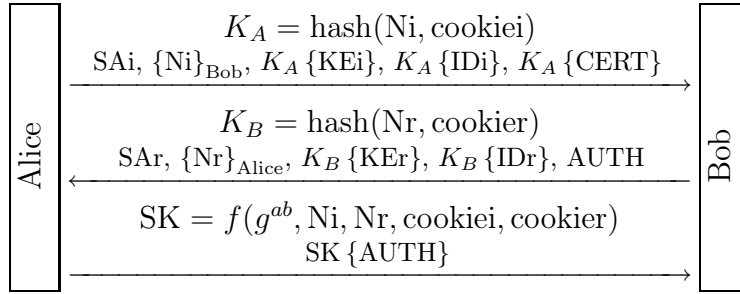 Alice
K_A = hash(Ni, cookiei)
SAi, {Ni}_Bob, K_A {KEi}, K_A {IDi}, K_A {CERT}
K_B = hash(Nr, cookier)
SAr, {Nr}_Alice, K_B {KEr}, K_B {IDr}, AUTH
SK = f(g^{ab}, Ni, Nr, cookiei, cookier)
SK {AUTH}
Bob